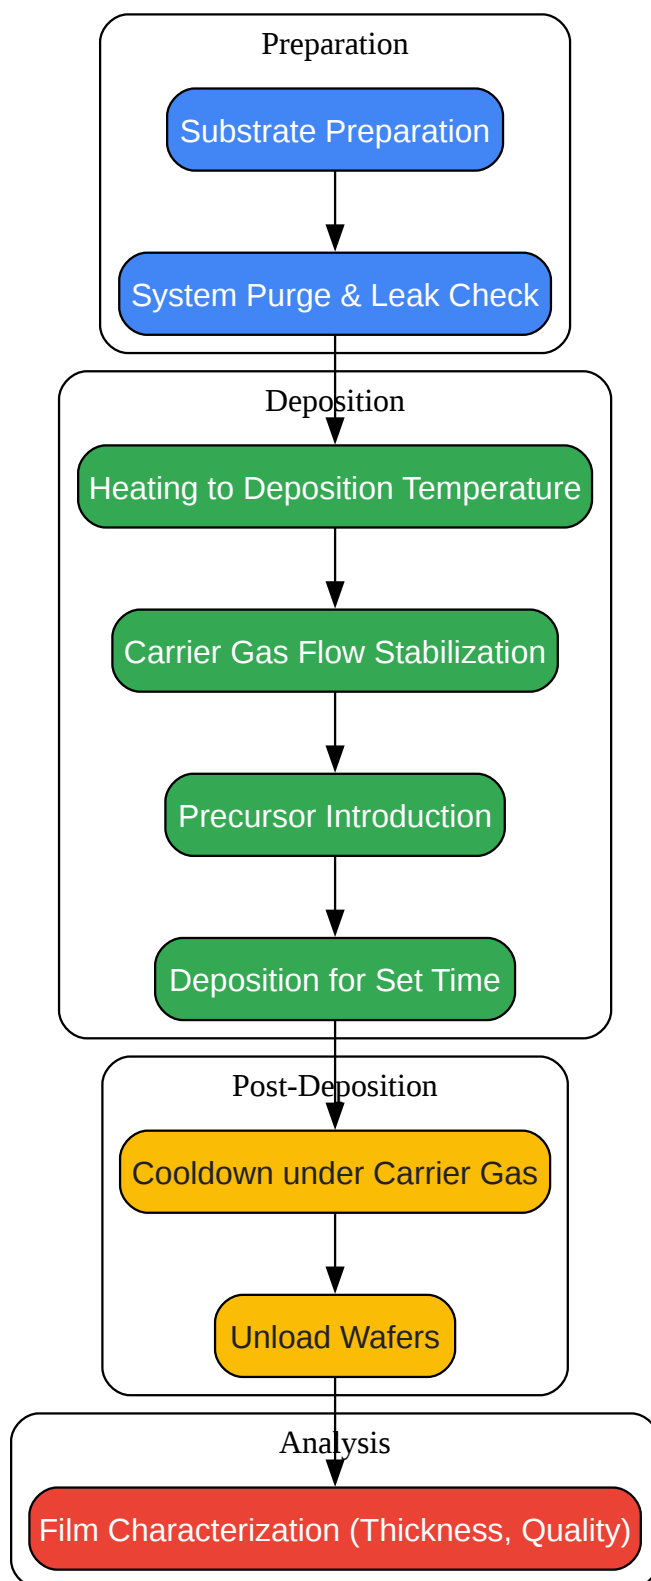 Preparation
Substrate Preparation
System Purge & Leak Check
Deposition
Heating to Deposition Temperature
Carrier Gas Flow Stabilization
Precursor Introduction
Deposition for Set Time
Post-Deposition
Cooldown under Carrier Gas
Unload Wafers
Analysis
Film Characterization (Thickness, Quality)